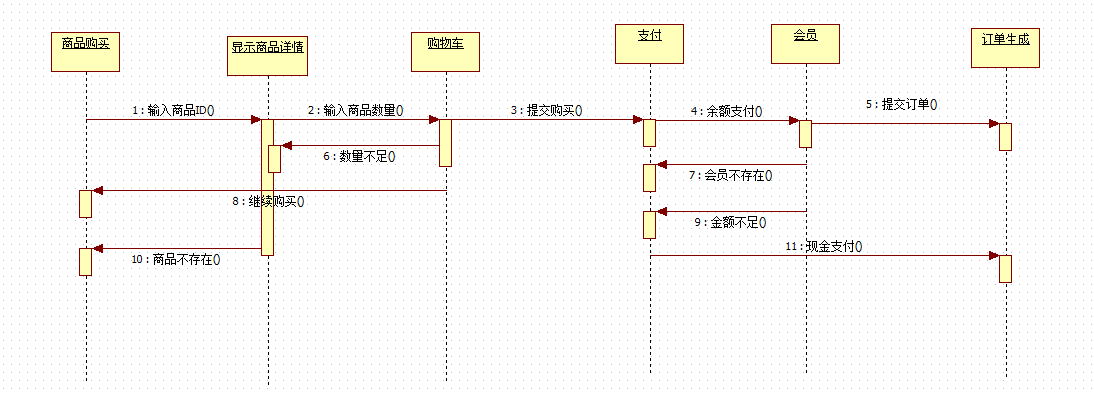 商品购买
显示商品详情
购物车
支付
会员
订单生成
1 : 输入商品ID()
2 : 输入商品数量()
3 : 提交购买()
4 : 余额支付()
5 : 提交订单()
6 : 数量不足()
7 : 会员不存在()
8 : 继续购买()
9 : 金额不足()
10 : 商品不存在()
11 : 现金支付()